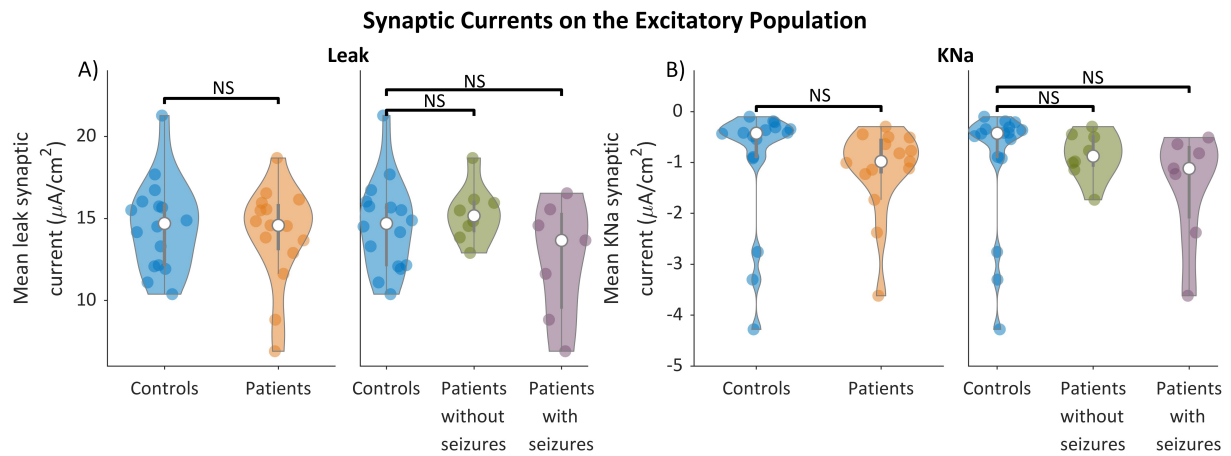 Synaptic Currents on the Excitatory Population
Leak
KNa
A)
B)
NS
NS
NS
NS
NS
NS
Mean leak synaptic
current (μA/cm²)
20
15
10
Controls
Patients
Controls
Patients
without
seizures
Patients
with
seizures
Mean KNa synaptic
current (μA/cm²)
0
-1
-2
-3
-4
-5
Controls
Patients
Controls
Patients
without
seizures
Patients
with
seizures